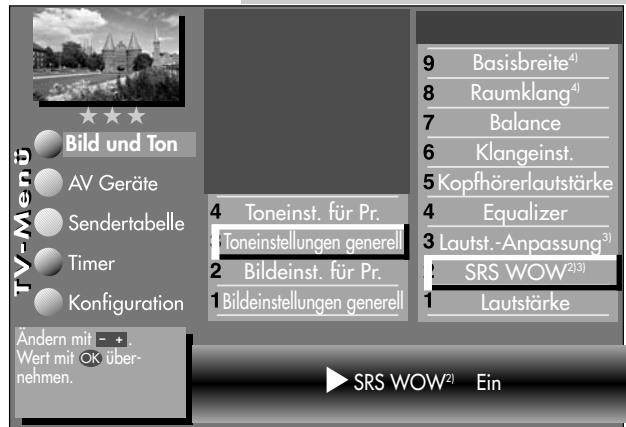 TV-Menü
Bild und Ton
AV Geräte
Sendertabelle
Timer
Konfiguration
4 Toneinst. für Pr.
3 Toneinstellungen generell
2 Bildeinst. für Pr.
1 Bildeinstellungen generell
9 Basisbreite4)
8 Raumklang4)
7 Balance
6 Klangeinst.
5 Kopfhörerlautstärke
4 Equalizer
3 Lautst.-Anpassung3)
2 SRS WOW2)3)
1 Lautstärke
Ändern mit - + .
Wert mit OK über-
nehmen.
SRS WOW2) Ein